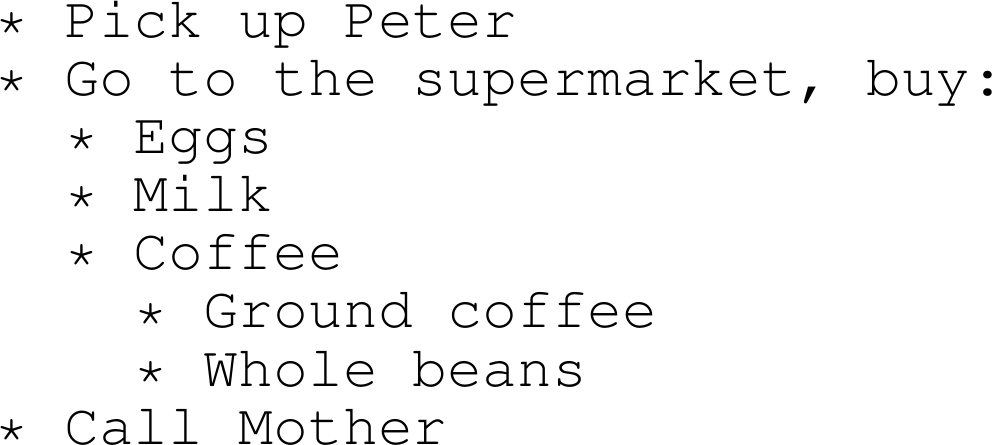 * Pick up Peter
* Go to the supermarket, buy:
  * Eggs
  * Milk
  * Coffee
    * Ground coffee
    * Whole beans
* Call Mother